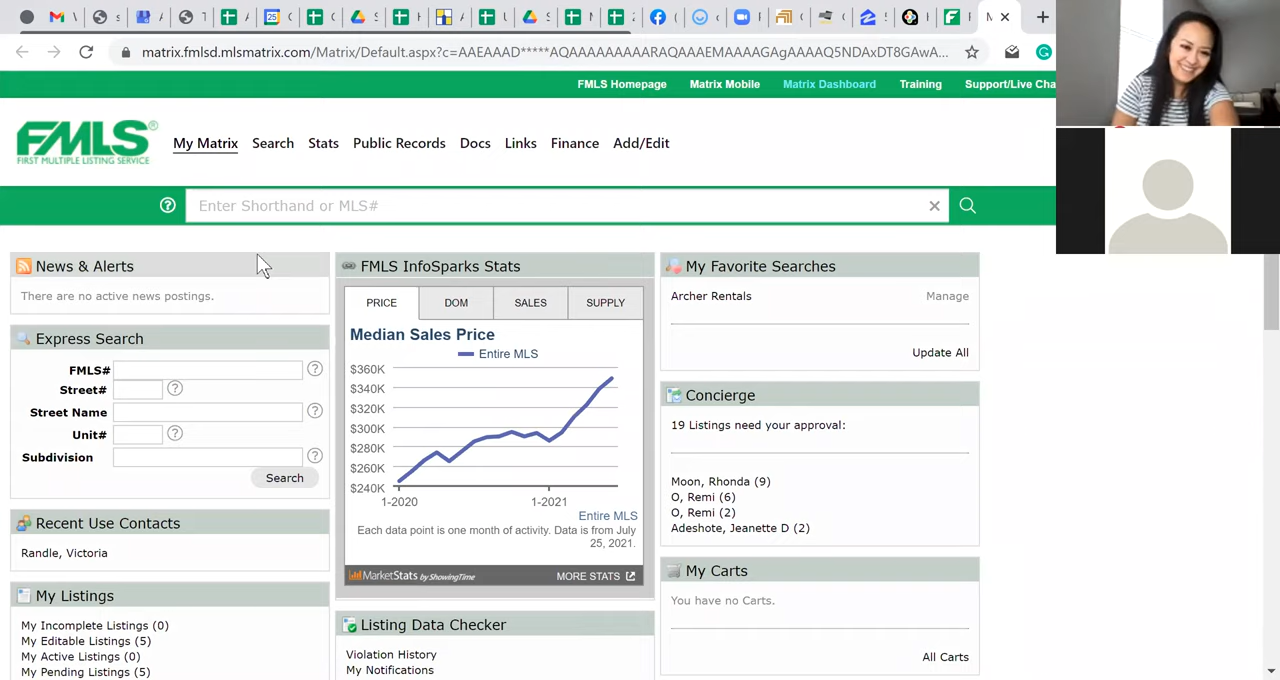 matrix.fmlsd.mlsmatrix.com/Matrix/Default.aspx?c=AAEAAAD*****AQAAAAAAAAARAQAAAEMAAAAGAgAAAAQ5NDAxDT8GAwA...
FMLS Homepage
Matrix Mobile
Matrix Dashboard
Training
Support/Live Cha
FMLS®
FIRST MULTIPLE LISTING SERVICE
My Matrix
Search
Stats
Public Records
Docs
Links
Finance
Add/Edit
Enter Shorthand or MLS#
News & Alerts
There are no active news postings.
Express Search
FMLS#
Street#
Street Name
Unit#
Subdivision
Search
Recent Use Contacts
Randle, Victoria
My Listings
My Incomplete Listings (0)
My Editable Listings (5)
My Active Listings (0)
My Pending Listings (5)
FMLS InfoSparks Stats
PRICE
DOM
SALES
SUPPLY
Median Sales Price
Entire MLS
$360K
$340K
$320K
$300K
$280K
$260K
$240K
1-2020
1-2021
Entire MLS
Each data point is one month of activity. Data is from July
25, 2021.
MarketStats by ShowingTime
MORE STATS
Listing Data Checker
Violation History
My Notifications
My Favorite Searches
Archer Rentals
Manage
Update All
Concierge
19 Listings need your approval:
Moon, Rhonda (9)
O, Remi (6)
O, Remi (2)
Adeshote, Jeanette D (2)
My Carts
You have no Carts.
All Carts